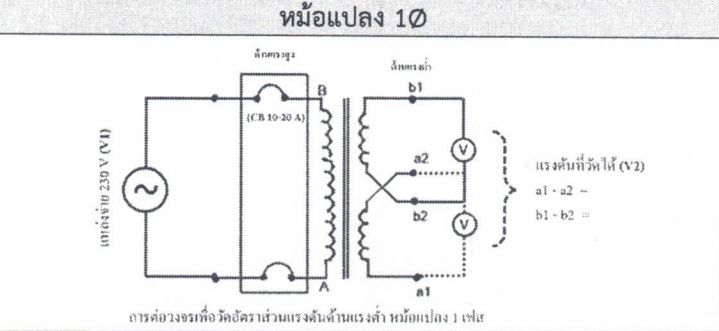 หม้อแปลง 1Ø
ด้านแรงสูง
ด้านแรงต่ำ
B
b1
(CB 10-20 A)
V
a2
แหล่งจ่าย 230 V (V1)
แรงดันที่วัดได้ (V2)
a1 - a2 =
b1 - b2 =
b2
V
A
a1
การต่อวงจรเพื่อวัดอัตราส่วนแรงดันด้านแรงต่ำ หม้อแปลง 1 เฟส